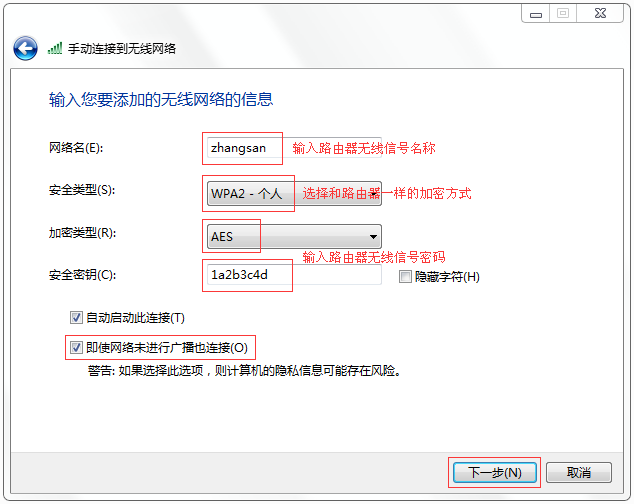 手动连接到无线网络
输入您要添加的无线网络的信息
网络名(E): zhangsan 输入路由器无线信号名称
安全类型(S): WPA2 - 个人 选择和路由器一样的加密方式
加密类型(R): AES
输入路由器无线信号密码
安全密钥(C): 1a2b3c4d 隐藏字符(H)
自动启动此连接(T)
即使网络未进行广播也连接(O)
警告: 如果选择此选项，则计算机的隐私信息可能存在风险。
下一步(N) 取消